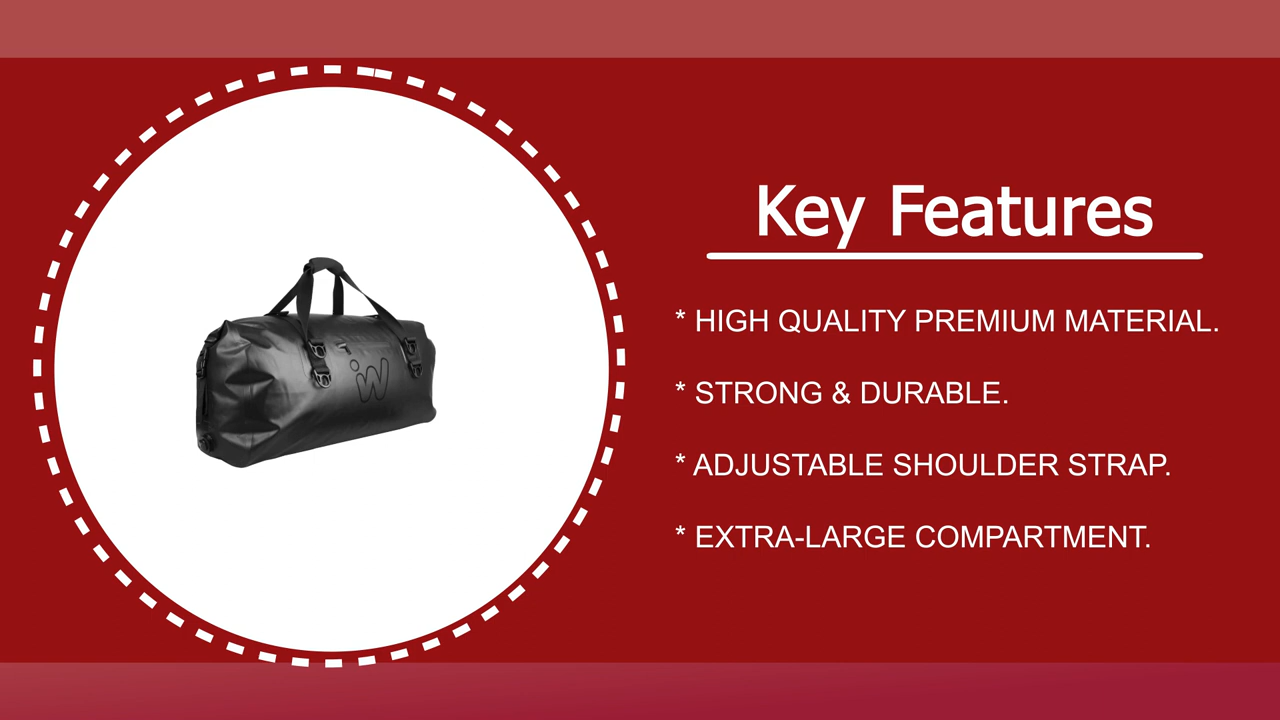 Key Features
* HIGH QUALITY PREMIUM MATERIAL.
* STRONG & DURABLE.
* ADJUSTABLE SHOULDER STRAP.
* EXTRA-LARGE COMPARTMENT.